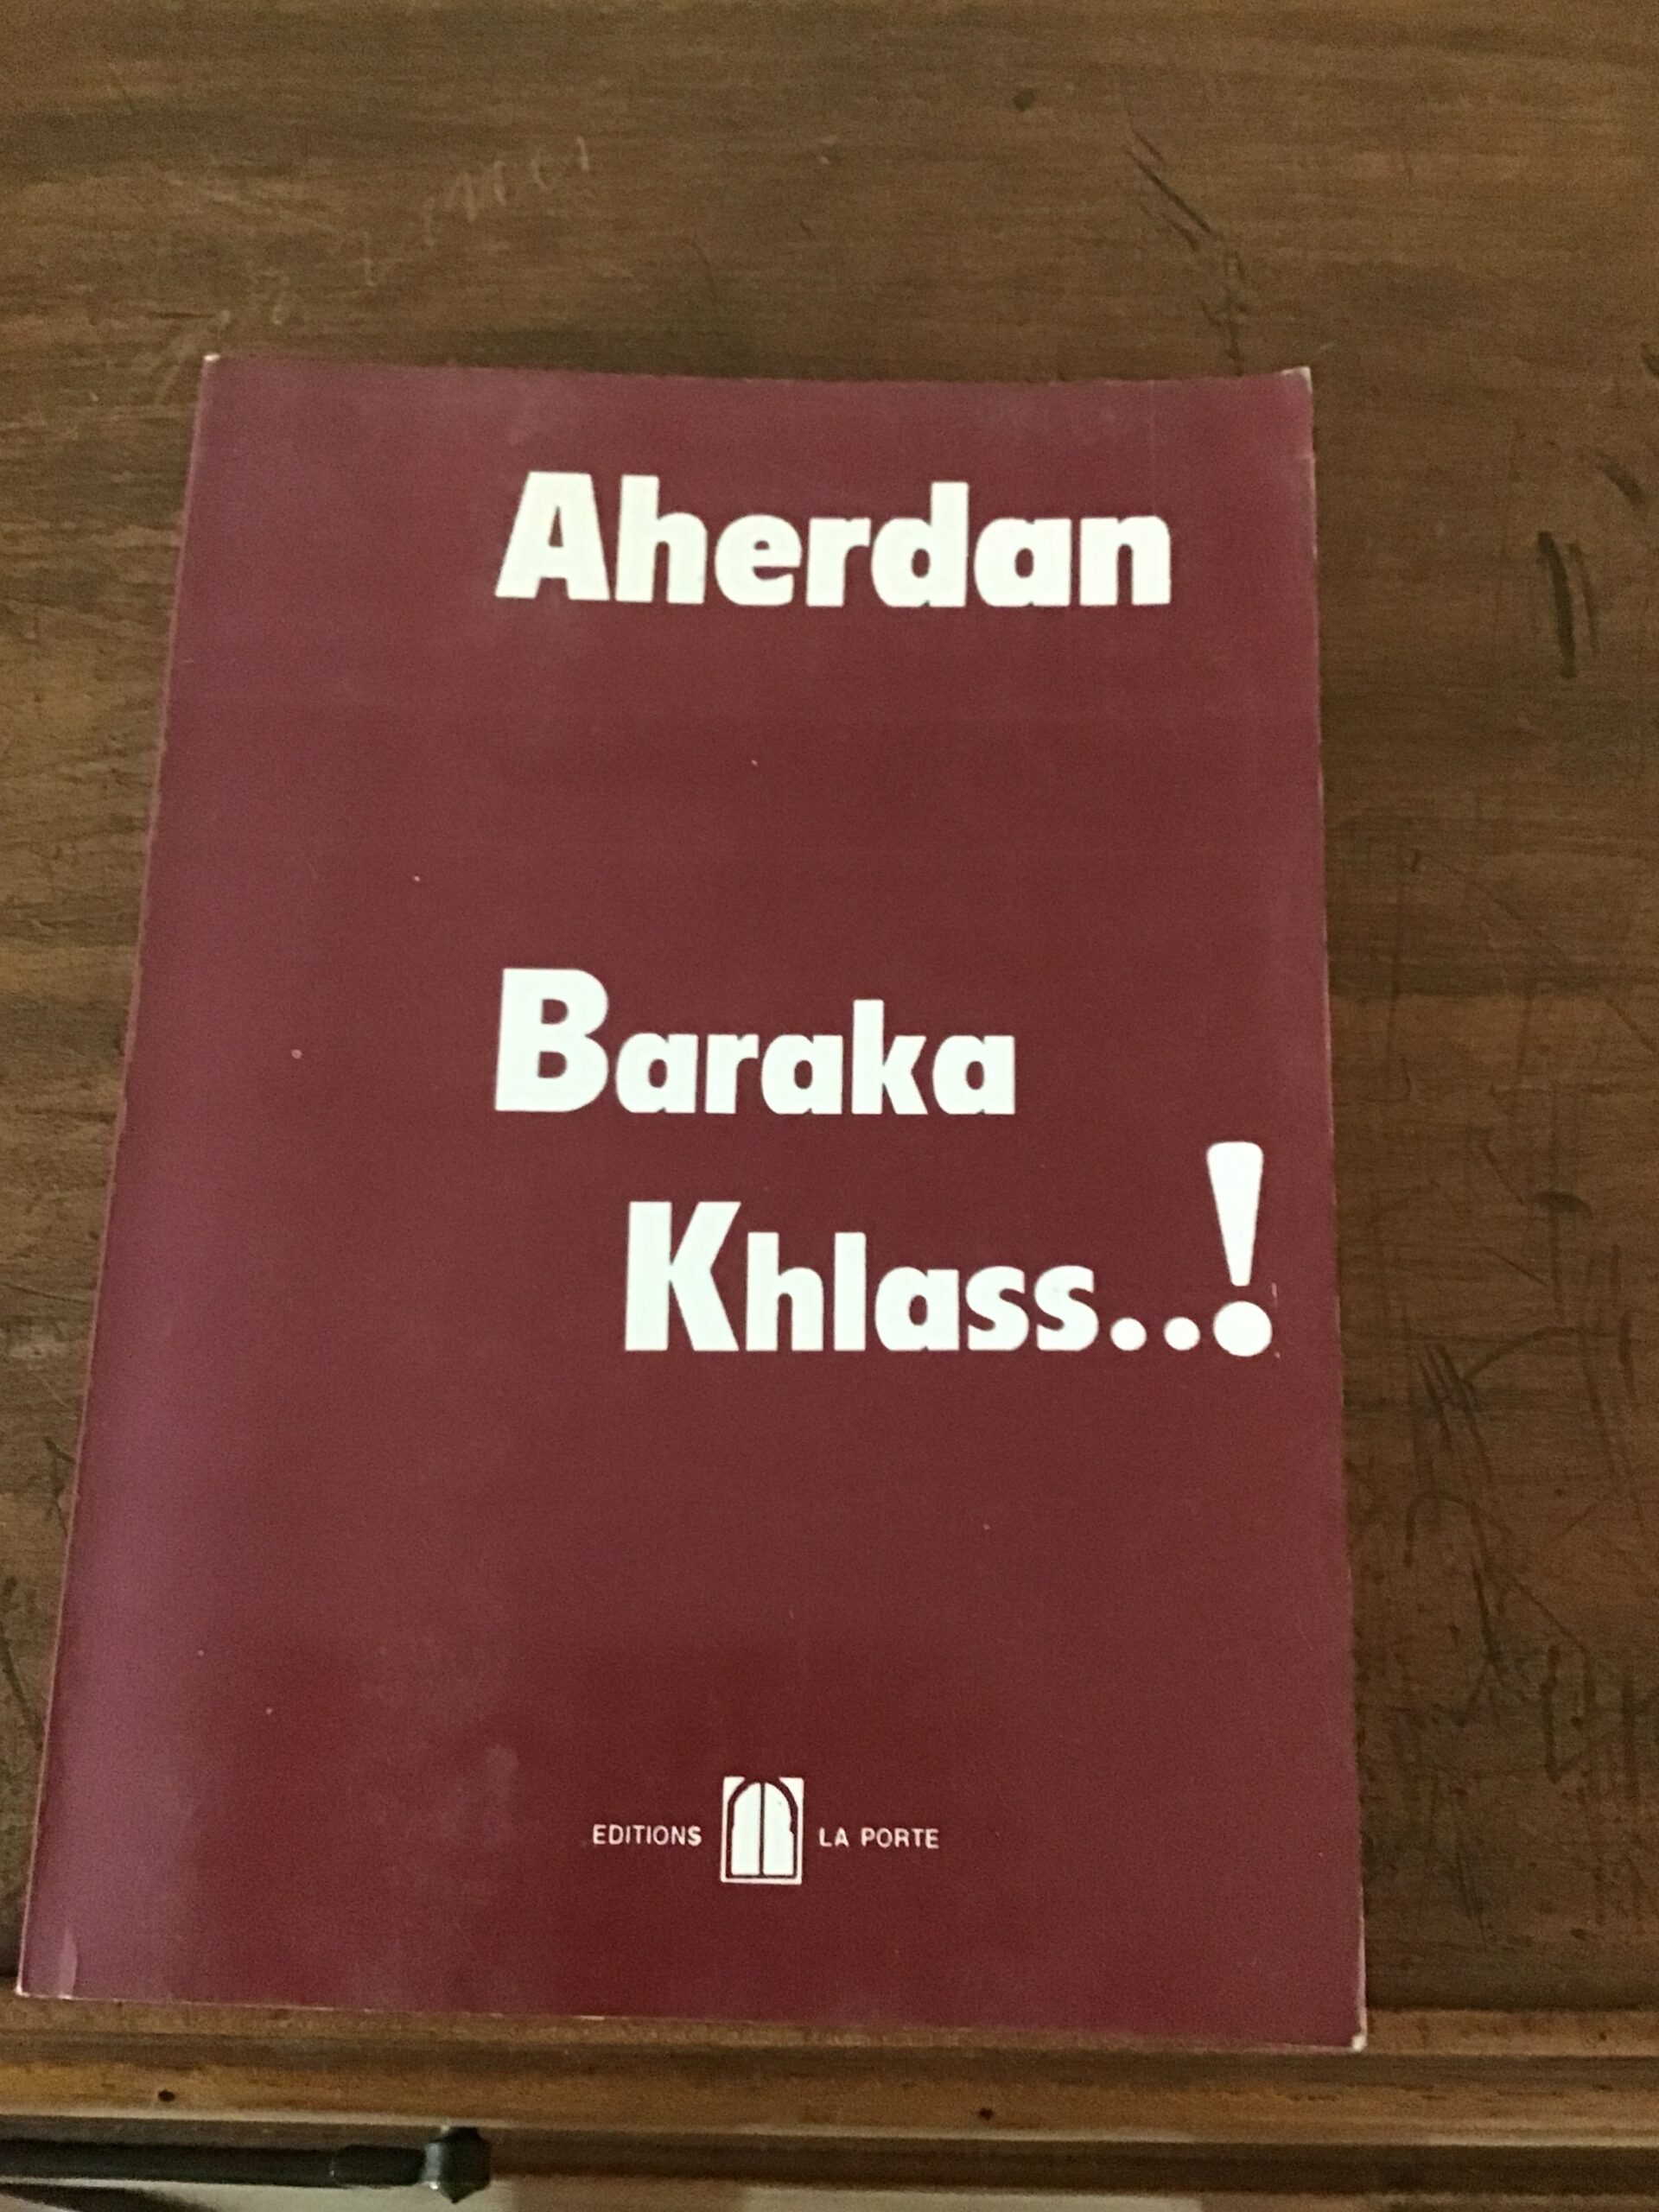 Aherdan
Baraka
Khlass..!
EDITIONS LA PORTE